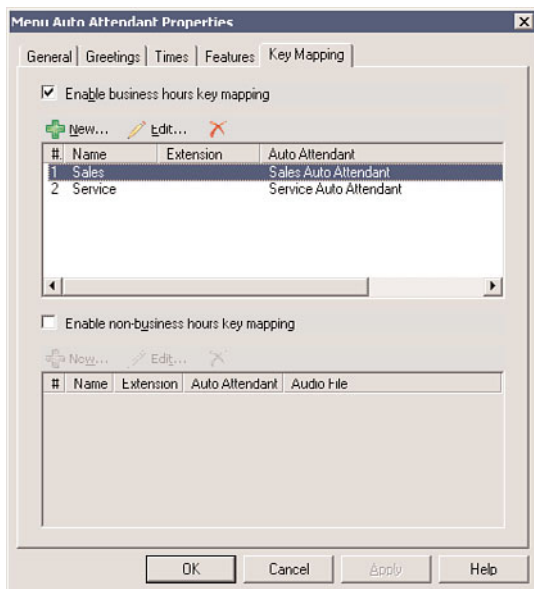 Menu Auto Attendant Properties
General Greetings Times Features Key Mapping
Enable business hours key mapping
New... Edit...
#. Name Extension Auto Attendant
1 Sales Sales Auto Attendant
2 Service Service Auto Attendant
Enable non-business hours key mapping
New... Edit...
# Name Extension Auto Attendant Audio File
OK Cancel Apply Help